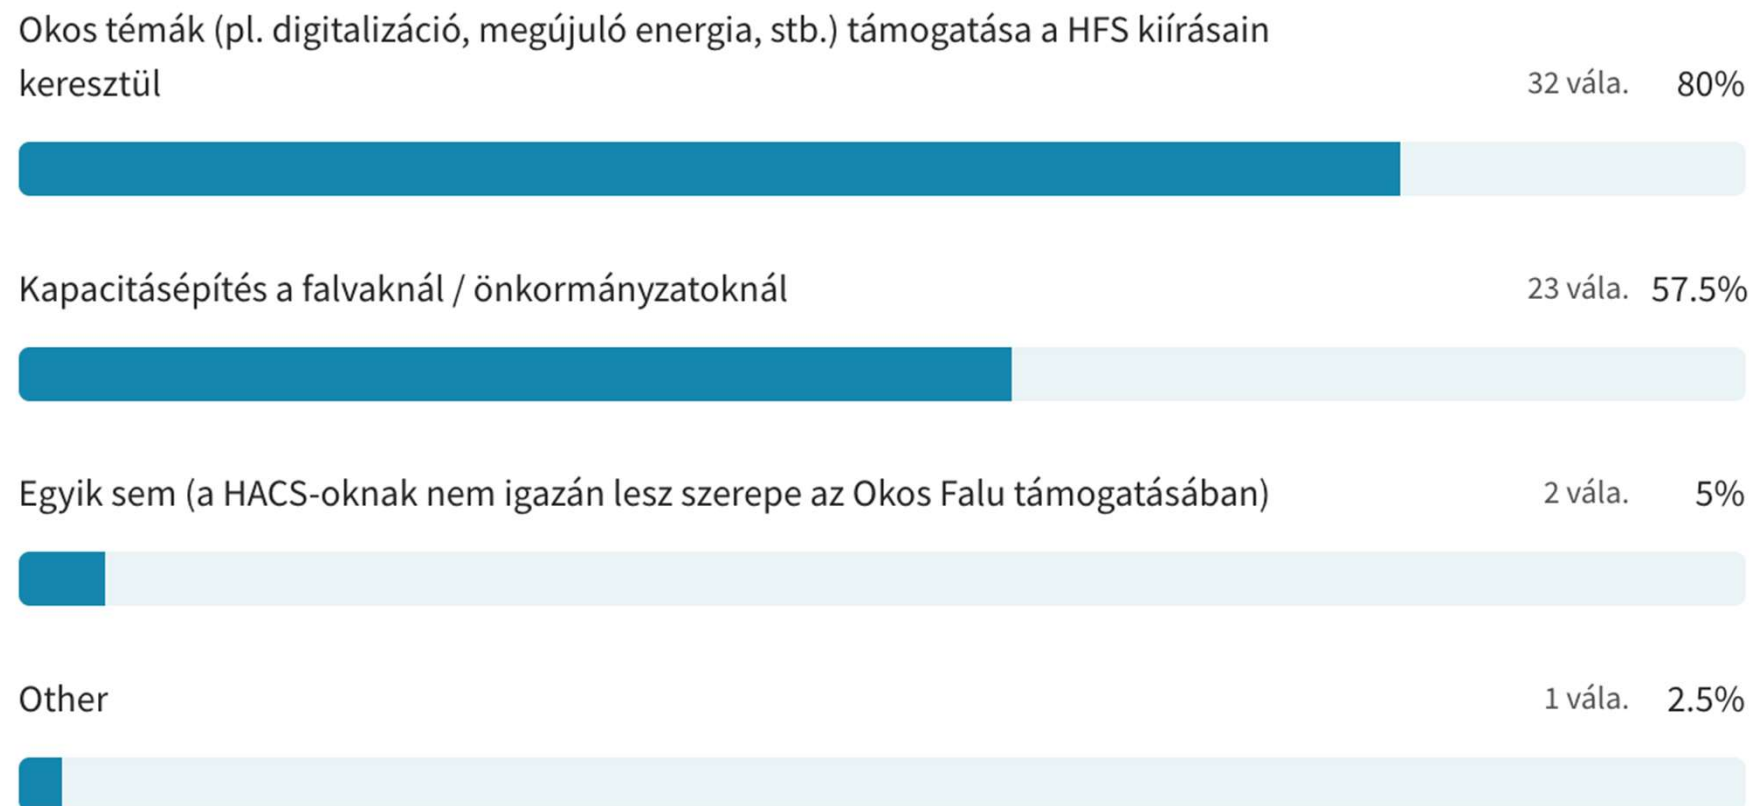 Okos témák (pl. digitalizáció, megújuló energia, stb.) támogatása a HFS kiírásain
keresztül 32 vála. 80%
Kapacitásépítés a falvaknál / önkormányzatoknál 23 vála. 57.5%
Egyik sem (a HACS-oknak nem igazán lesz szerepe az Okos Falu támogatásában) 2 vála. 5%
Other 1 vála. 2.5%